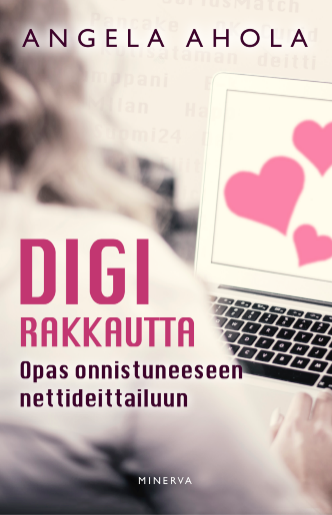 ANGELA AHOLA
DIGI
RAKKAUTTA
Opas onnistuneeseen
nettideittailuun
MINERVA